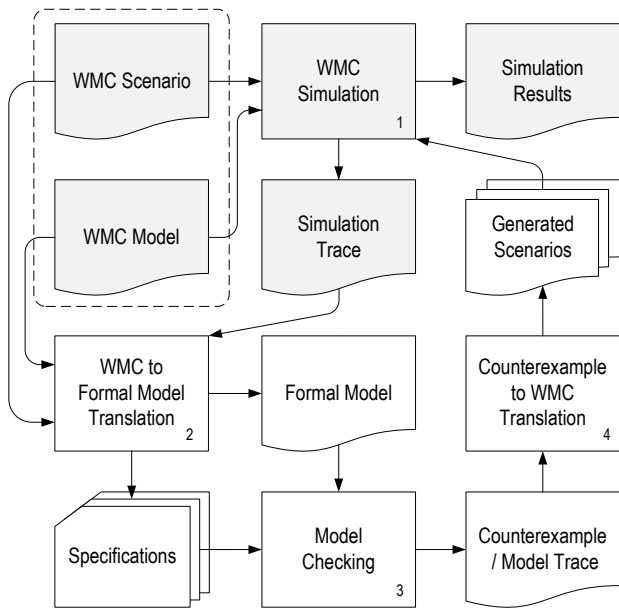 WMC Scenario
WMC
Simulation
1
Simulation
Results
WMC Model
Simulation
Trace
Generated
Scenarios
WMC to
Formal Model
Translation
2
Formal Model
Counterexample
to WMC
Translation
4
Specifications
Model
Checking
3
Counterexample
/ Model Trace